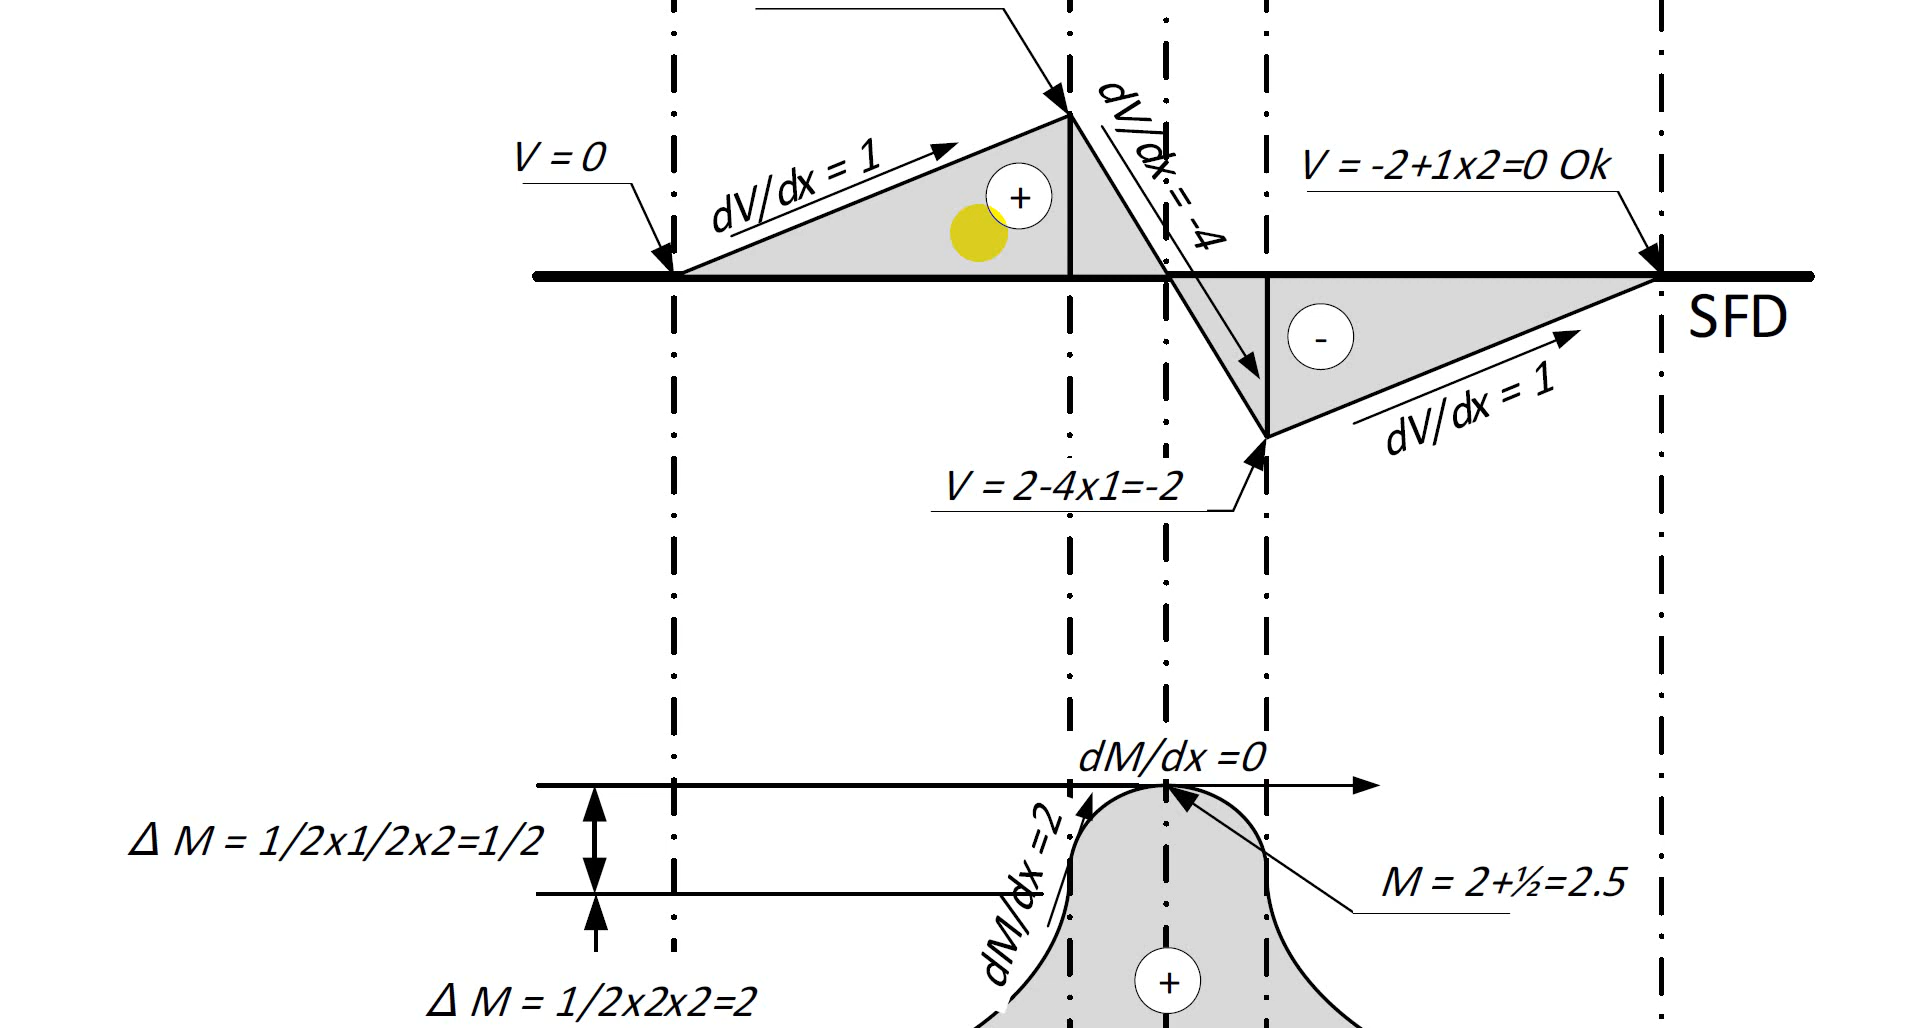 dV/dx = -4
V = 0
dV/dx = 1
V = -2+1x2=0 Ok
+
SFD
-
dV/dx = 1
V = 2-4x1=-2
dM/dx =0
Δ M = 1/2x1/2x2=1/2
dM/dx =2
M = 2+½=2.5
+
Δ M = 1/2x2x2=2